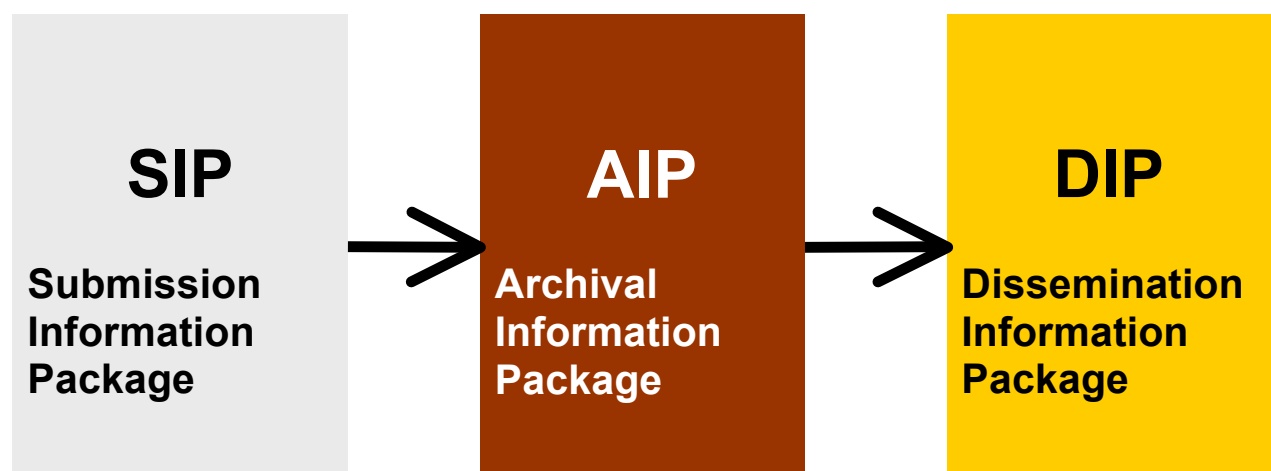 SIP
Submission
Information
Package
AIP
Archival
Information
Package
DIP
Dissemination
Information
Package